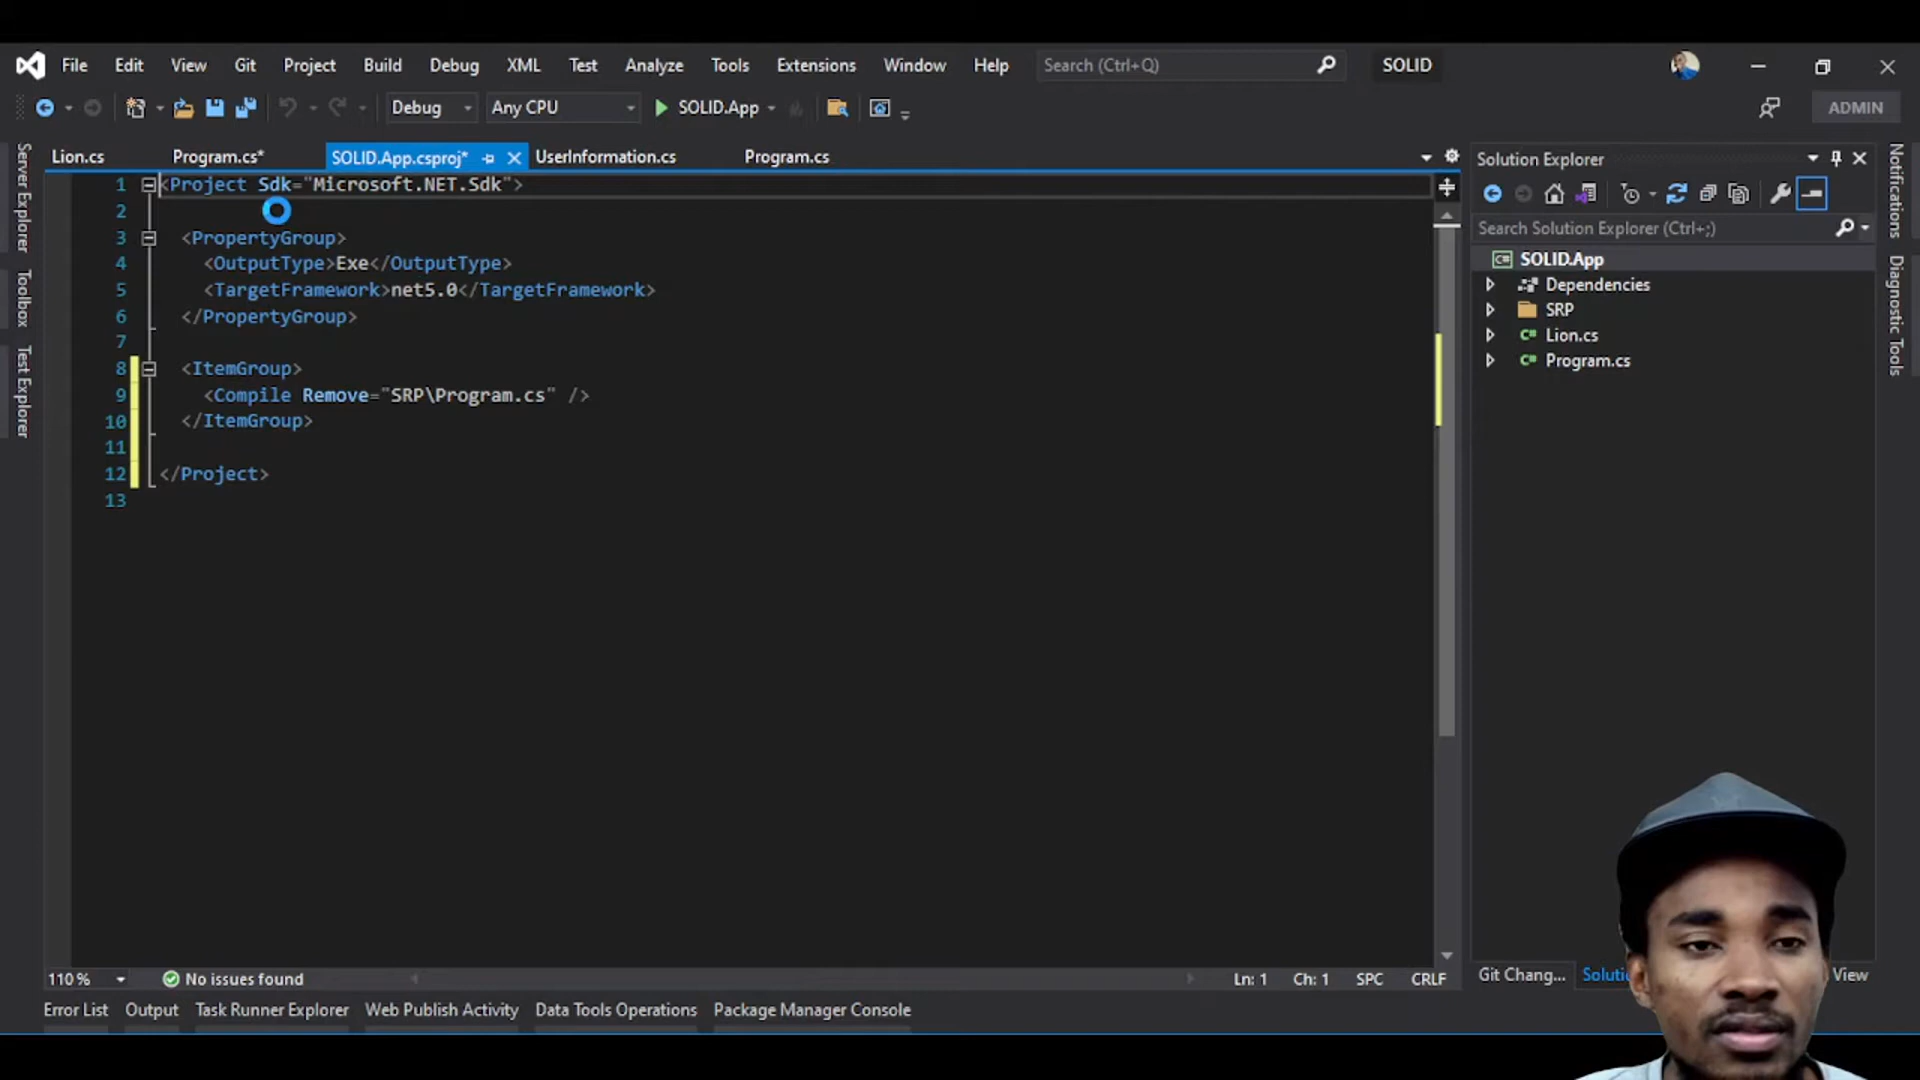 File Edit View Git Project Build Debug XML Test Analyze Tools Extensions Window Help Search (Ctrl+Q) SOLID
Debug Any CPU SOLID.App ADMIN
Lion.cs Program.cs* SOLID.App.csproj* UserInformation.cs Program.cs
Server Explorer
Toolbox
Test Explorer
1 <Project Sdk="Microsoft.NET.Sdk">
2
3 <PropertyGroup>
4 <OutputType>Exe</OutputType>
5 <TargetFramework>net5.0</TargetFramework>
6 </PropertyGroup>
7
8 <ItemGroup>
9 <Compile Remove="SRP\Program.cs" />
10 </ItemGroup>
11
12 </Project>
13
Solution Explorer
Search Solution Explorer (Ctrl+;)
SOLID.App
Dependencies
SRP
Lion.cs
Program.cs
Notifications
Diagnostic Tools
110 % No issues found Ln: 1 Ch: 1 SPC CRLF
Git Chang... Soluti View
Error List Output Task Runner Explorer Web Publish Activity Data Tools Operations Package Manager Console